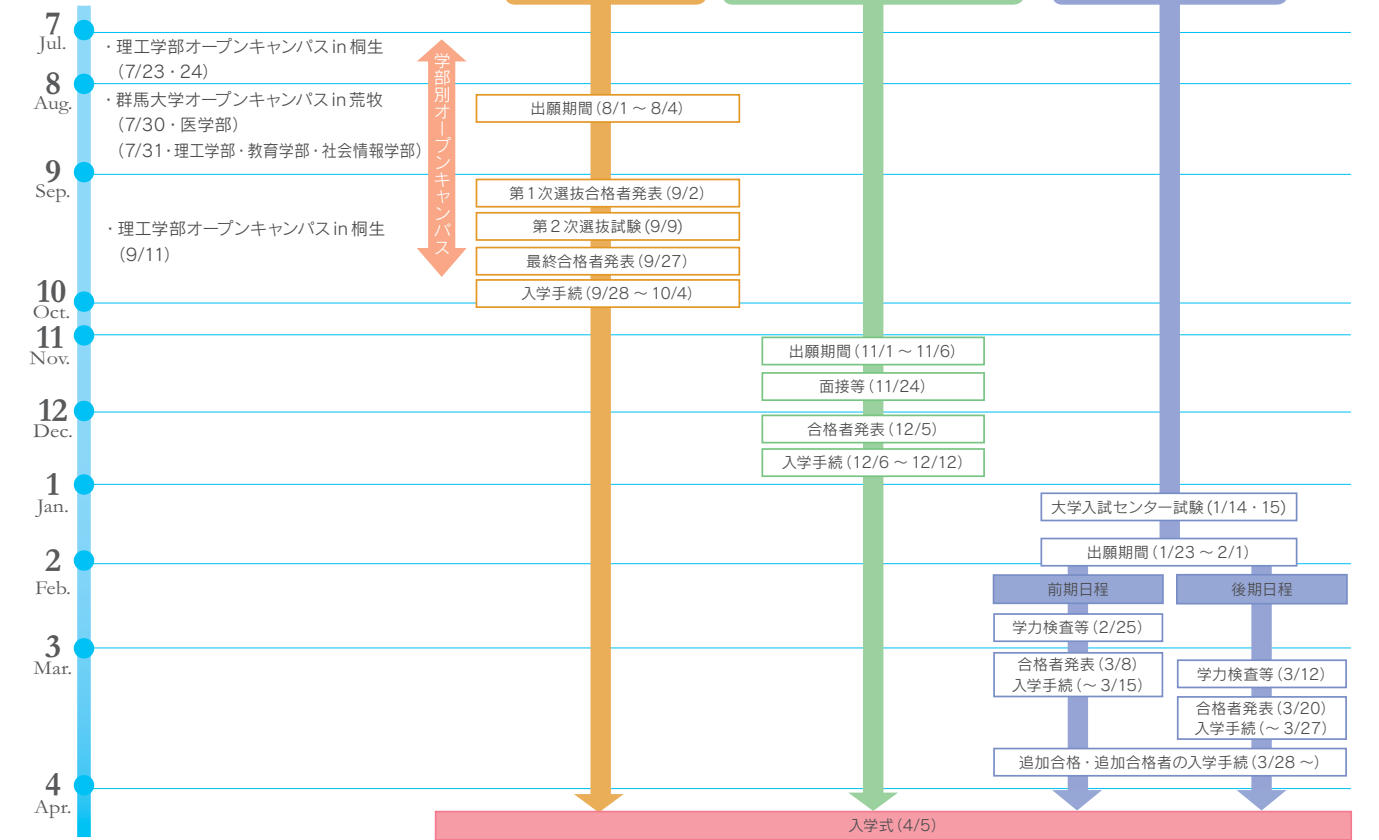 7
Jul.
・理工学部オープンキャンパス in 桐生
（7/23・24）
8
Aug.
・群馬大学オープンキャンパス in 荒牧
（7/30・医学部）
（7/31・理工学部・教育学部・社会情報学部）
9
Sep.
・理工学部オープンキャンパス in 桐生
（9/11）
学部別オープンキャンパス
出願期間（8/1 ～ 8/4）
第1次選抜合格者発表（9/2）
第2次選抜試験（9/9）
最終合格者発表（9/27）
入学手続（9/28 ～ 10/4）
10
Oct.
11
Nov.
出願期間（11/1 ～ 11/6）
面接等（11/24）
12
Dec.
合格者発表（12/5）
入学手続（12/6 ～ 12/12）
1
Jan.
大学入試センター試験（1/14・15）
出願期間（1/23 ～ 2/1）
2
Feb.
前期日程
後期日程
学力検査等（2/25）
3
Mar.
合格者発表（3/8）
入学手続（～ 3/15）
学力検査等（3/12）
合格者発表（3/20）
入学手続（～ 3/27）
追加合格・追加合格者の入学手続（3/28 ～）
4
Apr.
入学式（4/5）